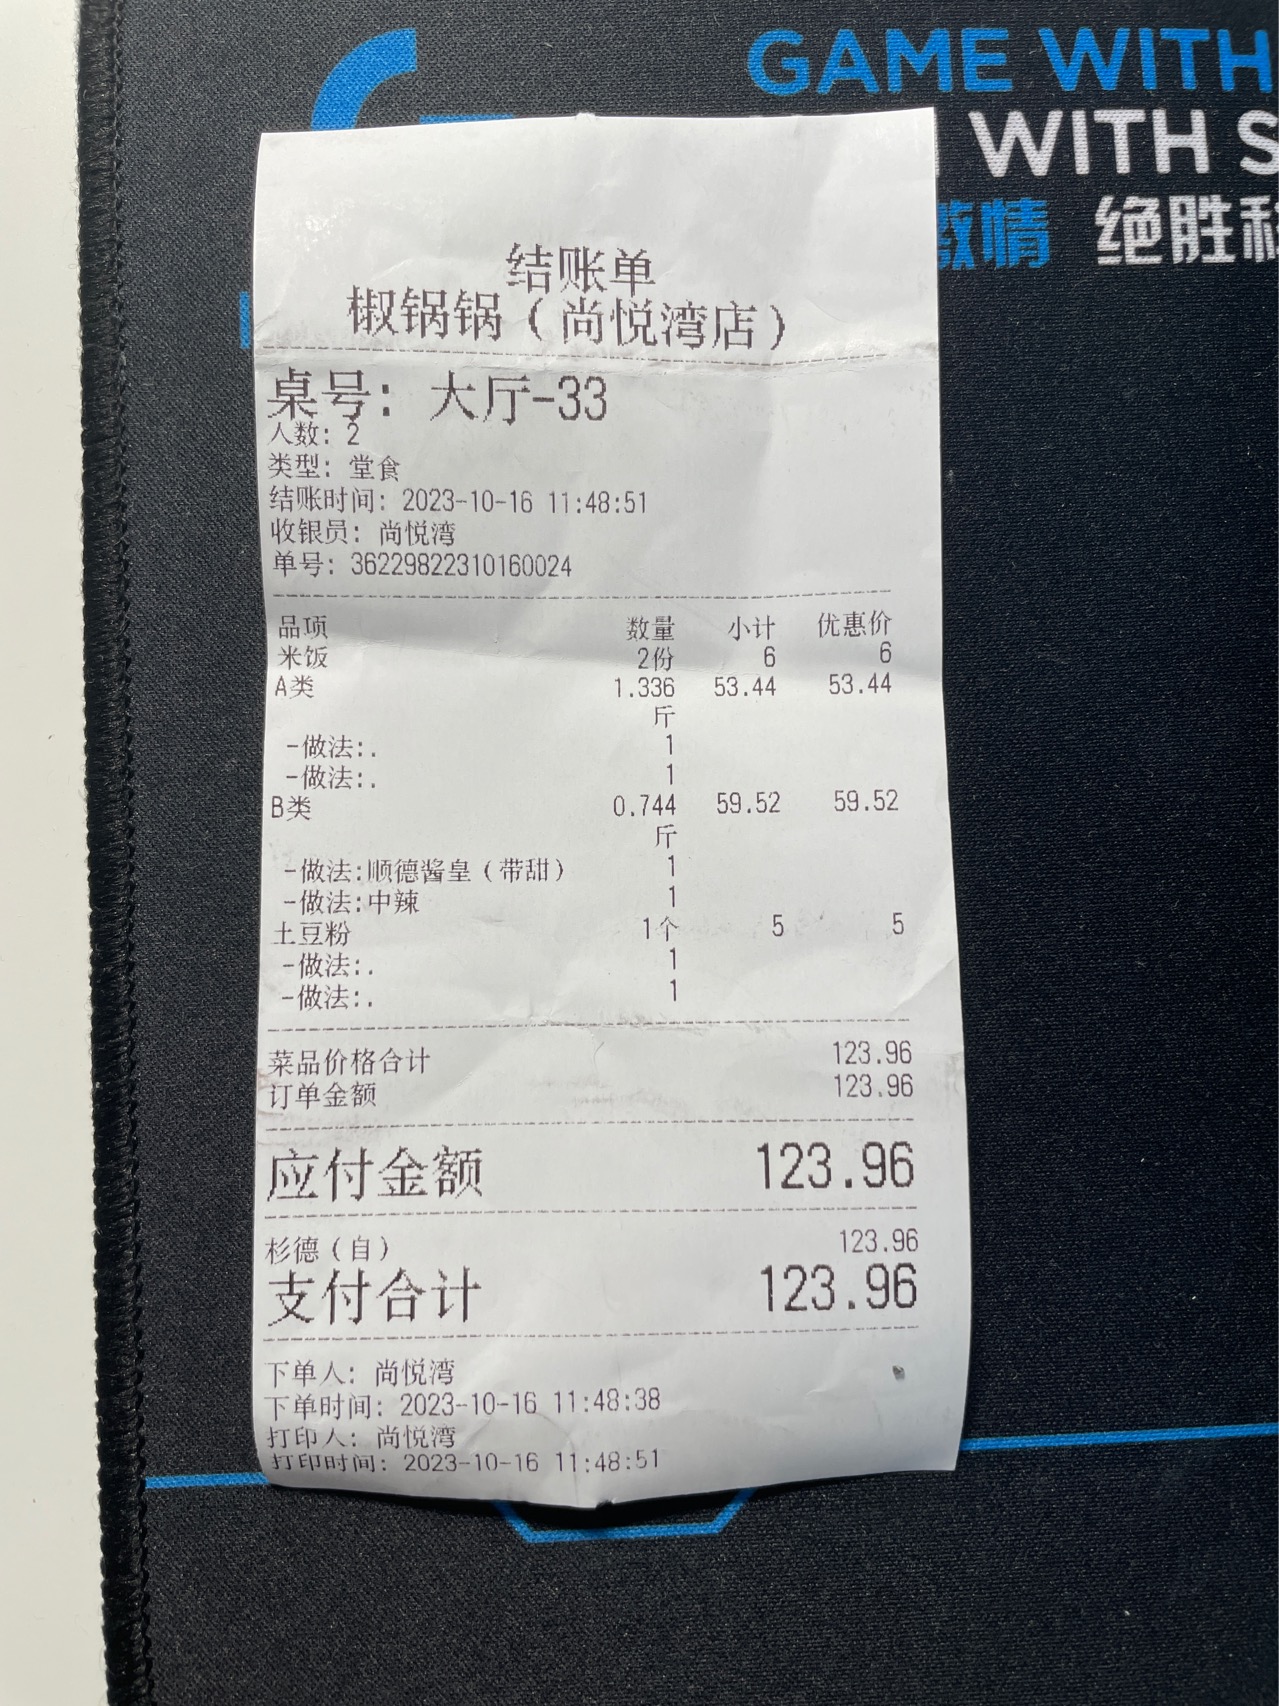 GAME WITH
WITH S
激情 绝胜科
结账单
椒锅锅（尚悦湾店）
桌号: 大厅-33
人数: 2
类型: 堂食
结账时间: 2023-10-16 11:48:51
收银员: 尚悦湾
单号: 36229822310160024
品项 数量 小计 优惠价
米饭 2份 6 6
A类 1.336 53.44 53.44
斤
-做法:. 1
-做法:. 1
B类 0.744 59.52 59.52
斤
-做法:顺德酱皇（带甜） 1
-做法:中辣 1
土豆粉 1个 5 5
-做法:. 1
-做法:. 1
菜品价格合计 123.96
订单金额 123.96
应付金额 123.96
杉德（自） 123.96
支付合计 123.96
下单人: 尚悦湾
下单时间: 2023-10-16 11:48:38
打印人: 尚悦湾
打印时间: 2023-10-16 11:48:51